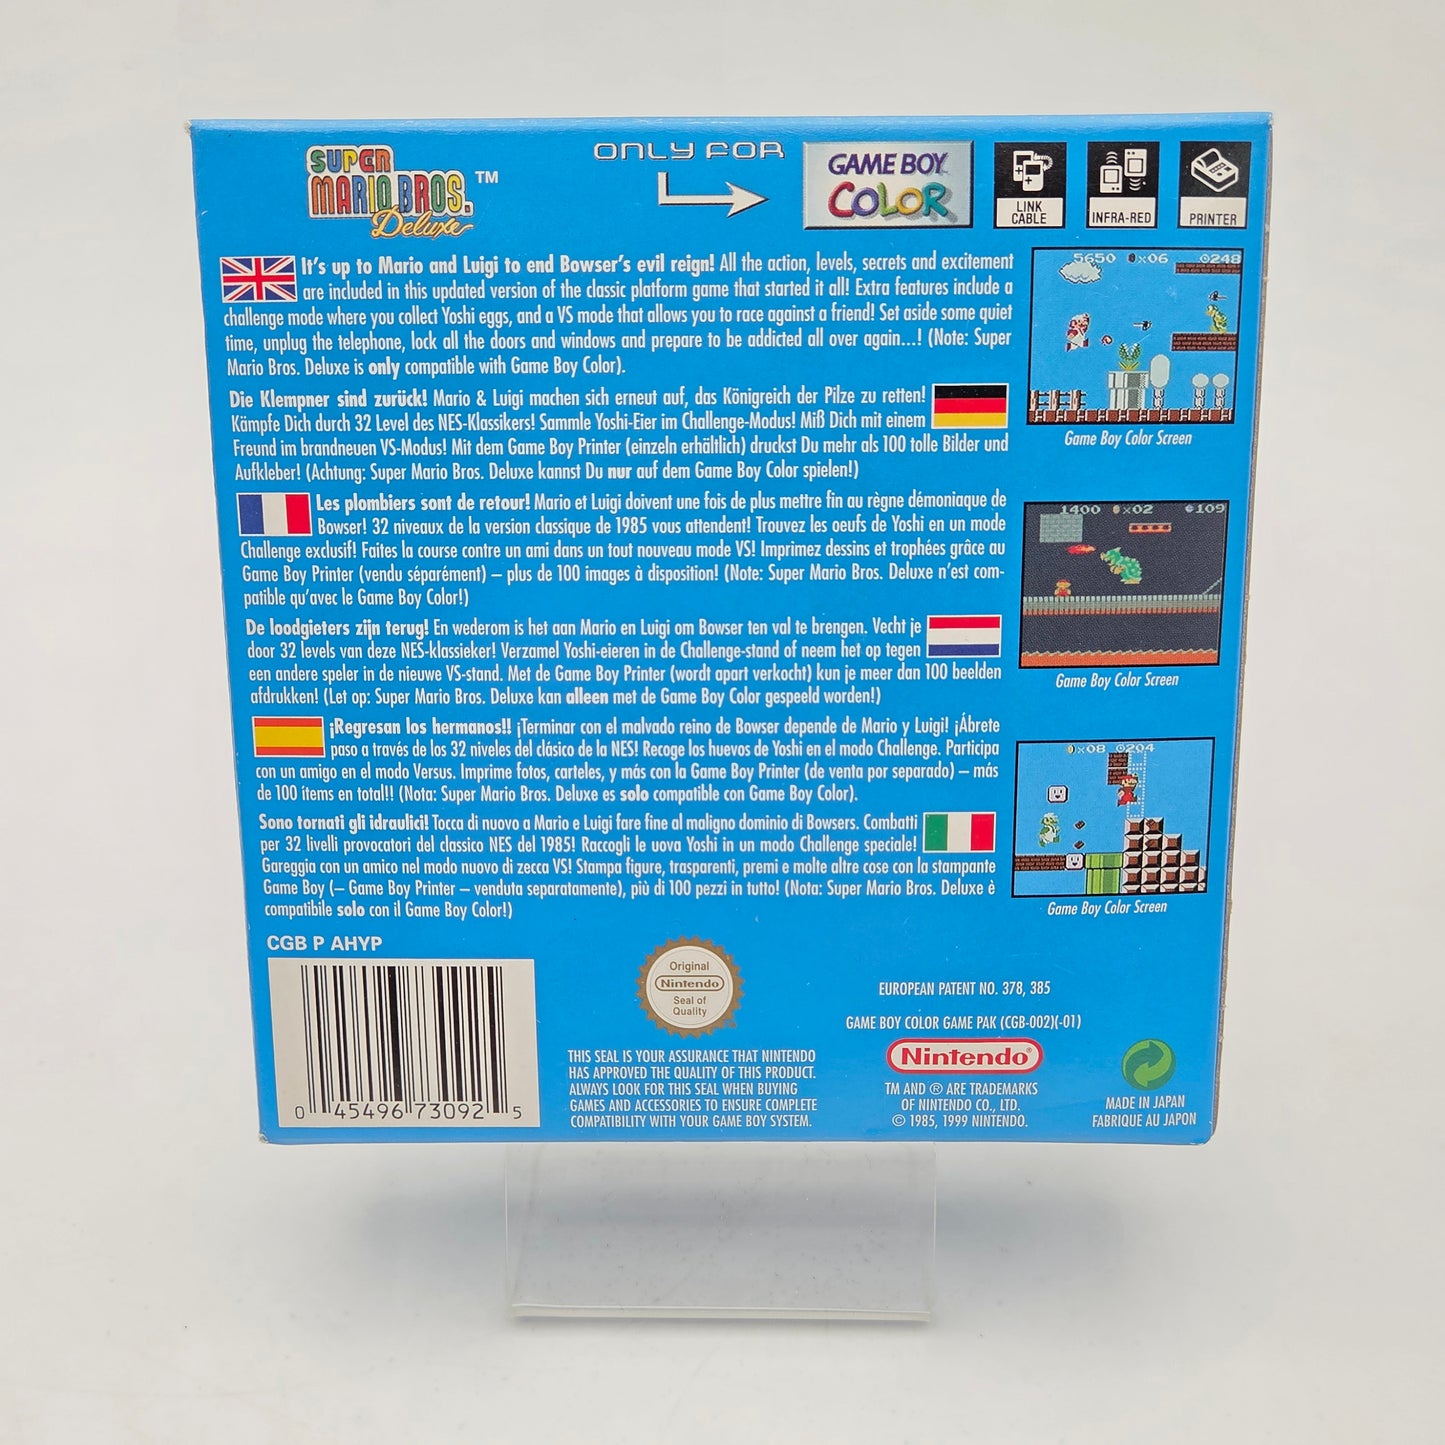 SUPER
MARIO BROS.
Deluxe
™
ONLY FOR
GAME BOY
COLOR
LINK
CABLE
INFRA-RED
PRINTER
It's up to Mario and Luigi to end Bowser's evil reign! All the action, levels, secrets and excitement
are included in this updated version of the classic platform game that started it all! Extra features include a
challenge mode where you collect Yoshi eggs, and a VS mode that allows you to race against a friend! Set aside some quiet
time, unplug the telephone, lock all the doors and windows and prepare to be addicted all over again...! (Note: Super
Mario Bros. Deluxe is only compatible with Game Boy Color).
Die Klempner sind zurück! Mario & Luigi machen sich erneut auf, das Königreich der Pilze zu retten!
Kämpfe Dich durch 32 Level des NES-Klassikers! Sammle Yoshi-Eier im Challenge-Modus! Miß Dich mit einem
Freund im brandneuen VS-Modus! Mit dem Game Boy Printer (einzeln erhältlich) druckst Du mehr als 100 tolle Bilder und
Aufkleber! (Achtung: Super Mario Bros. Deluxe kannst Du nur auf dem Game Boy Color spielen!)
Les plombiers sont de retour! Mario et Luigi doivent une fois de plus mettre fin au règne démoniaque de
Bowser! 32 niveaux de la version classique de 1985 vous attendent! Trouvez les oeufs de Yoshi en un mode
Challenge exclusif! Faites la course contre un ami dans un tout nouveau mode VS! Imprimez dessins et trophées grâce au
Game Boy Printer (vendu séparément) – plus de 100 images à disposition! (Note: Super Mario Bros. Deluxe n'est com-
patible qu'avec le Game Boy Color!)
De loodgieters zijn terug! En wederom is het aan Mario en Luigi om Bowser ten val te brengen. Vecht je
door 32 levels van deze NES-klassieker! Verzamel Yoshi-eieren in de Challenge-stand of neem het op tegen
een andere speler in de nieuwe VS-stand. Met de Game Boy Printer (wordt apart verkocht) kun je meer dan 100 beelden
afdrukken! (Let op: Super Mario Bros. Deluxe kan alleen met de Game Boy Color gespeeld worden!)
¡Regresan los hermanos!! ¡Terminar con el malvado reino de Bowser depende de Mario y Luigi! ¡Ábrete
paso a través de los 32 niveles del clásico de la NES! Recoge los huevos de Yoshi en el modo Challenge. Participa
con un amigo en el modo Versus. Imprime fotos, carteles, y más con la Game Boy Printer (de venta por separado) – más
de 100 ítems en total!! (Nota: Super Mario Bros. Deluxe es solo compatible con Game Boy Color).
Sono tornati gli idraulici! Tocca di nuovo a Mario e Luigi fare fine al maligno dominio di Bowsers. Combatti
per 32 livelli provocatori del classico NES del 1985! Raccogli le uova Yoshi in un modo Challenge speciale!
Gareggia con un amico nel modo nuovo di zecca VS! Stampa figure, trasparenti, premi e molte altre cose con la stampante
Game Boy (– Game Boy Printer – venduta separatamente), più di 100 pezzi in tutto! (Nota: Super Mario Bros. Deluxe è
compatibile solo con il Game Boy Color!)
5650 x06 248
Game Boy Color Screen
1400 x02 109
Game Boy Color Screen
x08 204
Game Boy Color Screen
CGB P AHYP
0 45496 73092 5
Original
Nintendo
Seal of
Quality
THIS SEAL IS YOUR ASSURANCE THAT NINTENDO
HAS APPROVED THE QUALITY OF THIS PRODUCT.
ALWAYS LOOK FOR THIS SEAL WHEN BUYING
GAMES AND ACCESSORIES TO ENSURE COMPLETE
COMPATIBILITY WITH YOUR GAME BOY SYSTEM.
EUROPEAN PATENT NO. 378, 385
GAME BOY COLOR GAME PAK (CGB-002)(-01)
Nintendo®
TM AND ® ARE TRADEMARKS
OF NINTENDO CO., LTD.
© 1985, 1999 NINTENDO.
MADE IN JAPAN
FABRIQUE AU JAPON